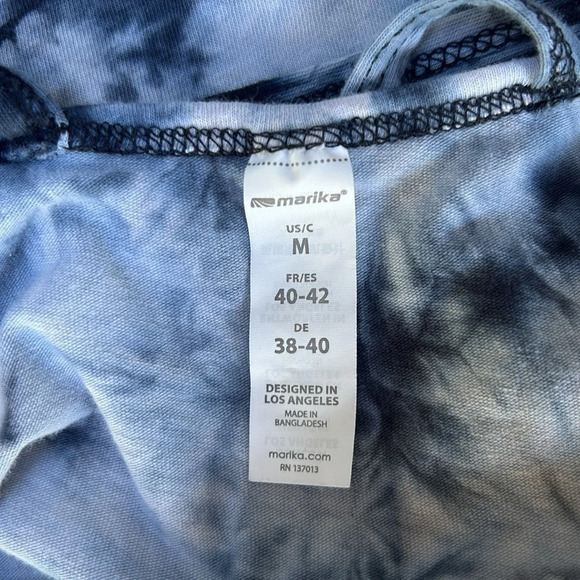 marika®
US/C
M
FR/ES
40-42
DE
38-40
DESIGNED IN
LOS ANGELES
MADE IN
BANGLADESH
marika.com
RN 137013